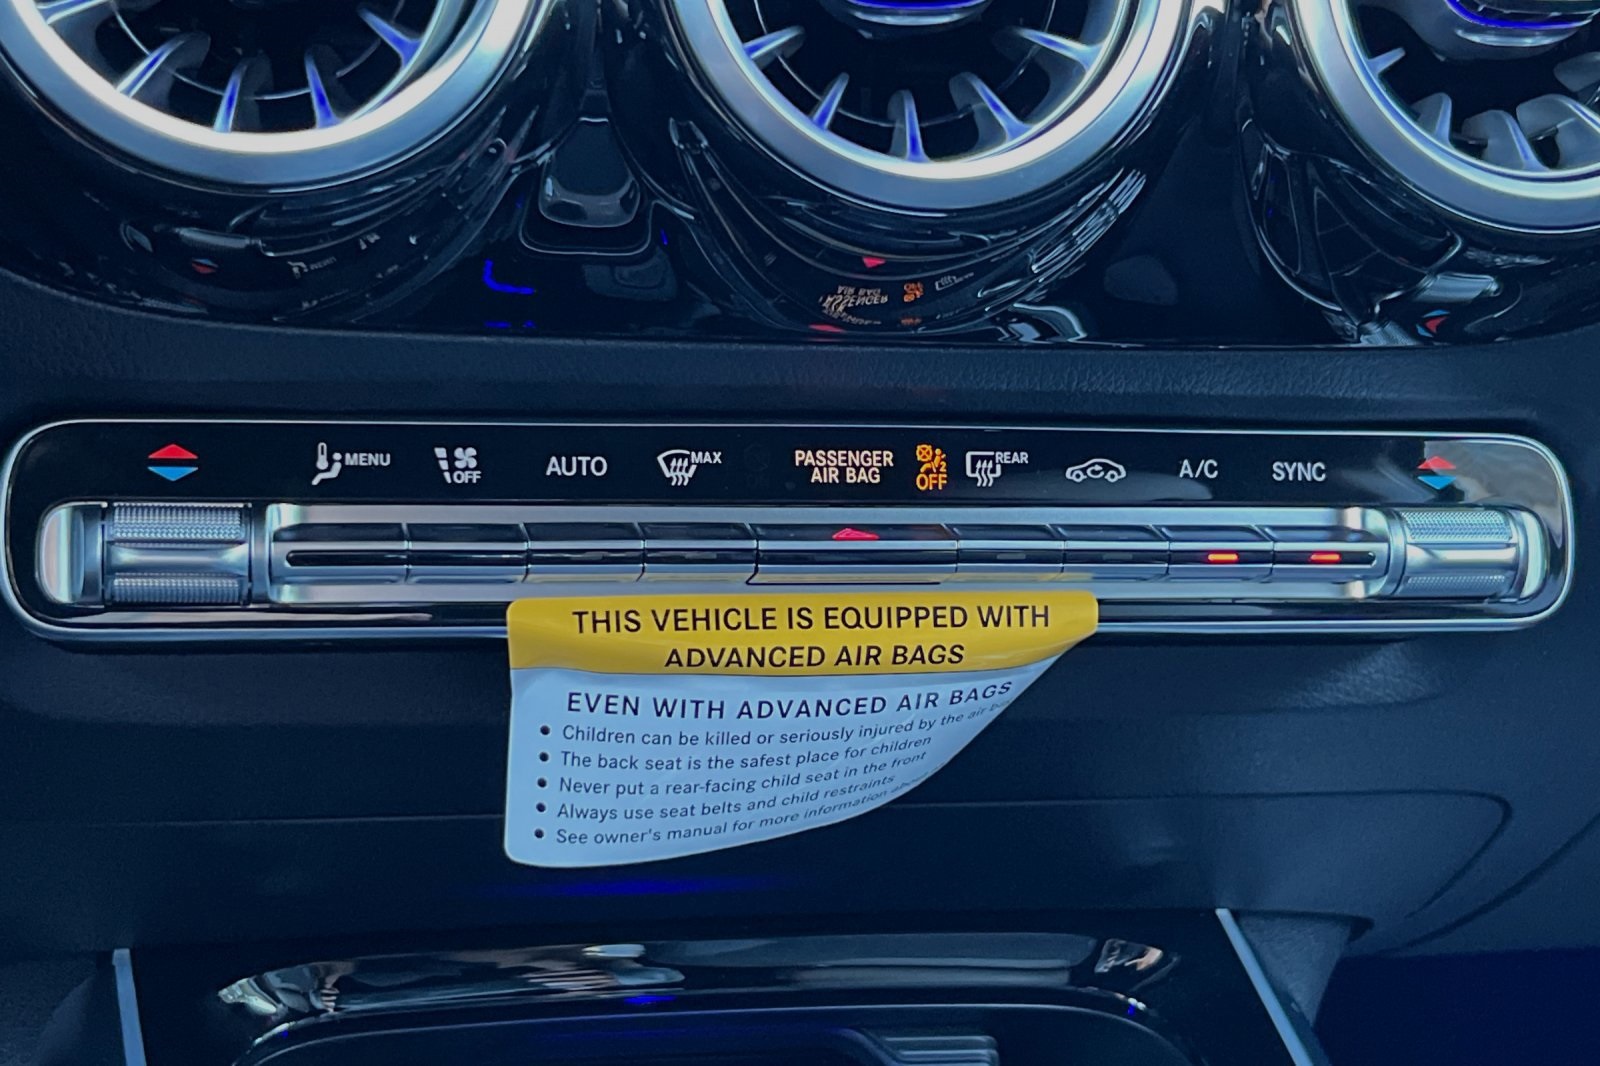 MENU
OFF
AUTO
MAX
PASSENGER
AIR BAG
2
OFF
REAR
A/C
SYNC
THIS VEHICLE IS EQUIPPED WITH
ADVANCED AIR BAGS
EVEN WITH ADVANCED AIR BAGS
• Children can be killed or seriously injured by the air
• The back seat is the safest place for children
• Never put a rear-facing child seat in the front
• Always use seat belts and child restraints
• See owner's manual for more information